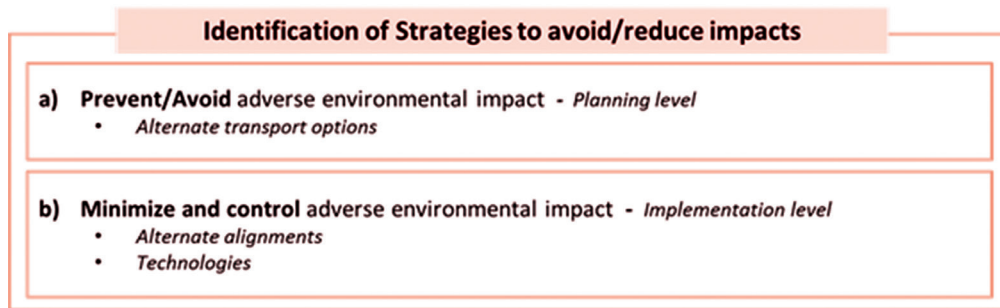 Identification of Strategies to avoid/reduce impacts
a) Prevent/Avoid adverse environmental impact - Planning level
• Alternate transport options
b) Minimize and control adverse environmental impact - Implementation level
• Alternate alignments
• Technologies